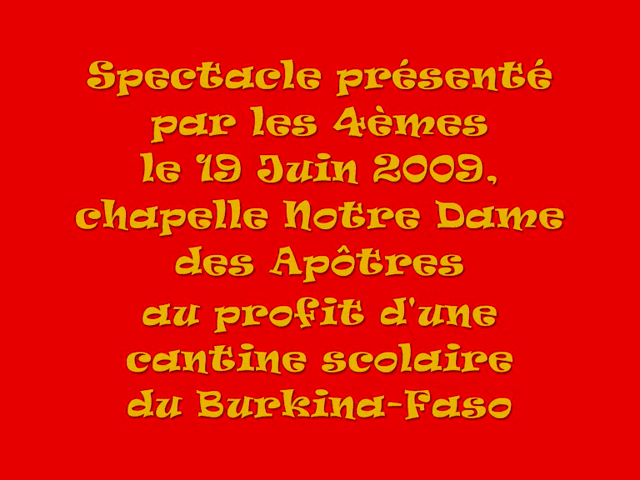 Spectacle présenté
par les 4èmes
le 19 Juin 2009,
chapelle Notre Dame
des Apôtres
au profit d'une
cantine scolaire
du Burkina-Faso